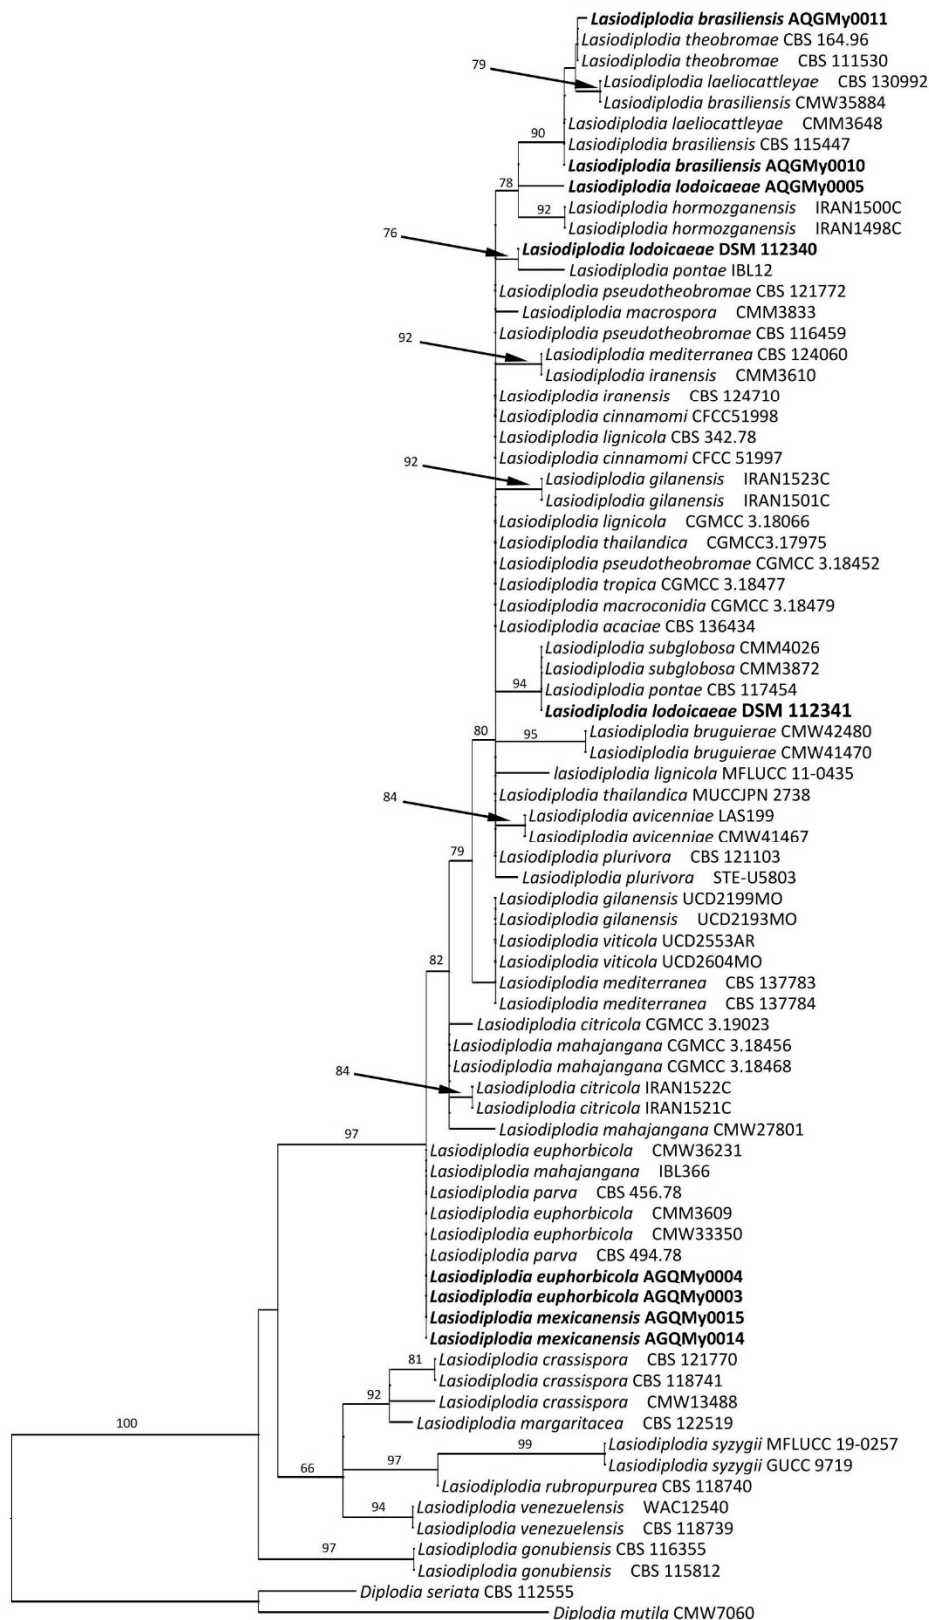 Lasiodiplodia brasiliensis AQGMy0011
Lasiodiplodia theobromae CBS 164.96
Lasiodiplodia theobromae CBS 111530
79
Lasiodiplodia laeliocattleyae CBS 130992
Lasiodiplodia brasiliensis CMW35884
Lasiodiplodia laeliocattleyae CMM3648
90
Lasiodiplodia brasiliensis CBS 115447
Lasiodiplodia brasiliensis AQGMy0010
78
Lasiodiplodia lodoicaeae AQGMy0005
92
Lasiodiplodia hormozganensis IRAN1500C
Lasiodiplodia hormozganensis IRAN1498C
76
Lasiodiplodia lodoicaeae DSM 112340
Lasiodiplodia pontae IBL12
Lasiodiplodia pseudotheobromae CBS 121772
Lasiodiplodia macrospora CMM3833
Lasiodiplodia pseudotheobromae CBS 116459
92
Lasiodiplodia mediterranea CBS 124060
Lasiodiplodia iranensis CMM3610
Lasiodiplodia iranensis CBS 124710
Lasiodiplodia cinnamomi CFCC51998
Lasiodiplodia lignicola CBS 342.78
Lasiodiplodia cinnamomi CFCC 51997
92
Lasiodiplodia gilanensis IRAN1523C
Lasiodiplodia gilanensis IRAN1501C
Lasiodiplodia lignicola CGMCC 3.18066
Lasiodiplodia thailandica CGMCC3.17975
Lasiodiplodia pseudotheobromae CGMCC 3.18452
Lasiodiplodia tropica CGMCC 3.18477
Lasiodiplodia macroconidia CGMCC 3.18479
Lasiodiplodia acaciae CBS 136434
Lasiodiplodia subglobosa CMM4026
Lasiodiplodia subglobosa CMM3872
94
Lasiodiplodia pontae CBS 117454
Lasiodiplodia lodoicaeae DSM 112341
80
95
Lasiodiplodia bruguierae CMW42480
Lasiodiplodia bruguierae CMW41470
lasiodiplodia lignicola MFLUCC 11-0435
Lasiodiplodia thailandica MUCCJPN 2738
84
Lasiodiplodia avicenniae LAS199
Lasiodiplodia avicenniae CMW41467
79
Lasiodiplodia plurivora CBS 121103
Lasiodiplodia plurivora STE-U5803
Lasiodiplodia gilanensis UCD2199MO
Lasiodiplodia gilanensis UCD2193MO
Lasiodiplodia viticola UCD2553AR
82
Lasiodiplodia viticola UCD2604MO
Lasiodiplodia mediterranea CBS 137783
Lasiodiplodia mediterranea CBS 137784
Lasiodiplodia citricola CGMCC 3.19023
Lasiodiplodia mahajangana CGMCC 3.18456
Lasiodiplodia mahajangana CGMCC 3.18468
84
Lasiodiplodia citricola IRAN1522C
Lasiodiplodia citricola IRAN1521C
Lasiodiplodia mahajangana CMW27801
97
Lasiodiplodia euphorbicola CMW36231
Lasiodiplodia mahajangana IBL366
Lasiodiplodia parva CBS 456.78
Lasiodiplodia euphorbicola CMM3609
Lasiodiplodia euphorbicola CMW33350
Lasiodiplodia parva CBS 494.78
Lasiodiplodia euphorbicola AGQMy0004
Lasiodiplodia euphorbicola AGQMy0003
Lasiodiplodia mexicanensis AGQMy0015
Lasiodiplodia mexicanensis AGQMy0014
81
Lasiodiplodia crassispora CBS 121770
Lasiodiplodia crassispora CBS 118741
92
Lasiodiplodia crassispora CMW13488
Lasiodiplodia margaritacea CBS 122519
100
99
Lasiodiplodia syzygii MFLUCC 19-0257
66
97
Lasiodiplodia syzygii GUCC 9719
Lasiodiplodia rubropurpurea CBS 118740
94
Lasiodiplodia venezuelensis WAC12540
Lasiodiplodia venezuelensis CBS 118739
97
Lasiodiplodia gonubiensis CBS 116355
Lasiodiplodia gonubiensis CBS 115812
Diplodia seriata CBS 112555
Diplodia mutila CMW7060